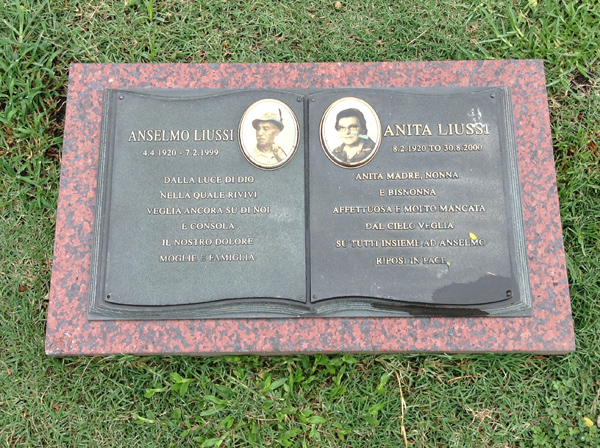 ANSELMO LIUSSI
4.4.1920 - 7.2.1999
DALLA LUCE DI DIO
NELLA QUALE RIVIVI
VEGLIA ANCORA SU DI NOI
E CONSOLA
IL NOSTRO DOLORE
MOGLIE E FAMIGLIA
ANITA LIUSSI
8.2.1920 TO 30.8.2000
ANITA MADRE, NONNA
E BISNONNA
AFFETTUOSA E MOLTO MANCATA
DAL CIELO VEGLIA
SU TUTTI INSIEME AD ANSELMO
RIPOSI IN PACE